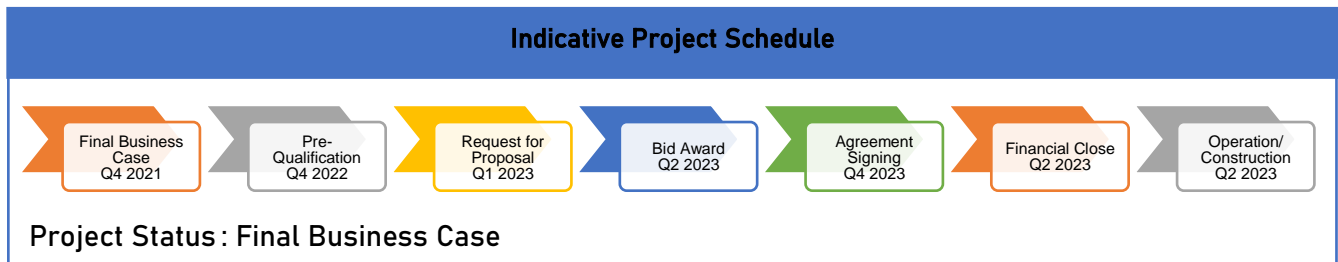 Indicative Project Schedule
Final Business
Case
Q4 2021
Pre-
Qualification
Q4 2022
Request for
Proposal
Q1 2023
Bid Award
Q2 2023
Agreement
Signing
Q4 2023
Financial Close
Q2 2023
Operation/
Construction
Q2 2023
Project Status : Final Business Case